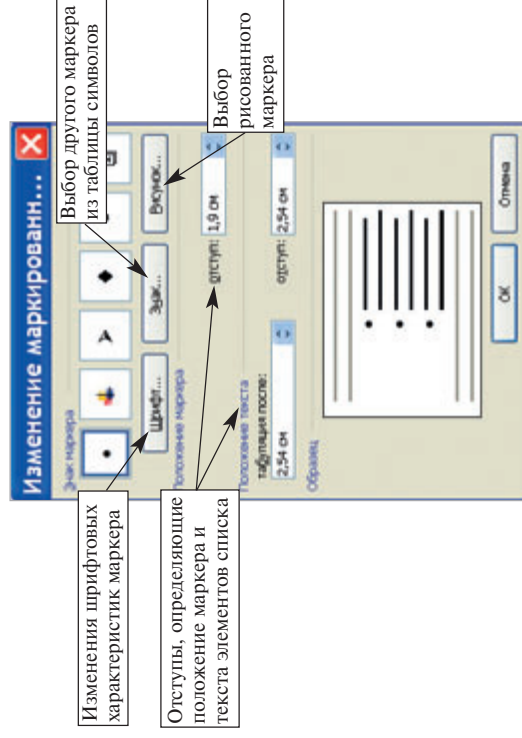 Изменение маркированн...
Знак маркера
Шрифт...
Знак...
Рисунок...
Положение маркера
отступ:
1,9 см
Положение текста
табуляция после:
2,54 см
отступ:
2,54 см
Образец
ОК
Отмена
Изменения шрифтовых
характеристик маркера
Отступы, определяющие
положение маркера и
текста элементов списка
Выбор другого маркера
из таблицы символов
Выбор
рисованного
маркера